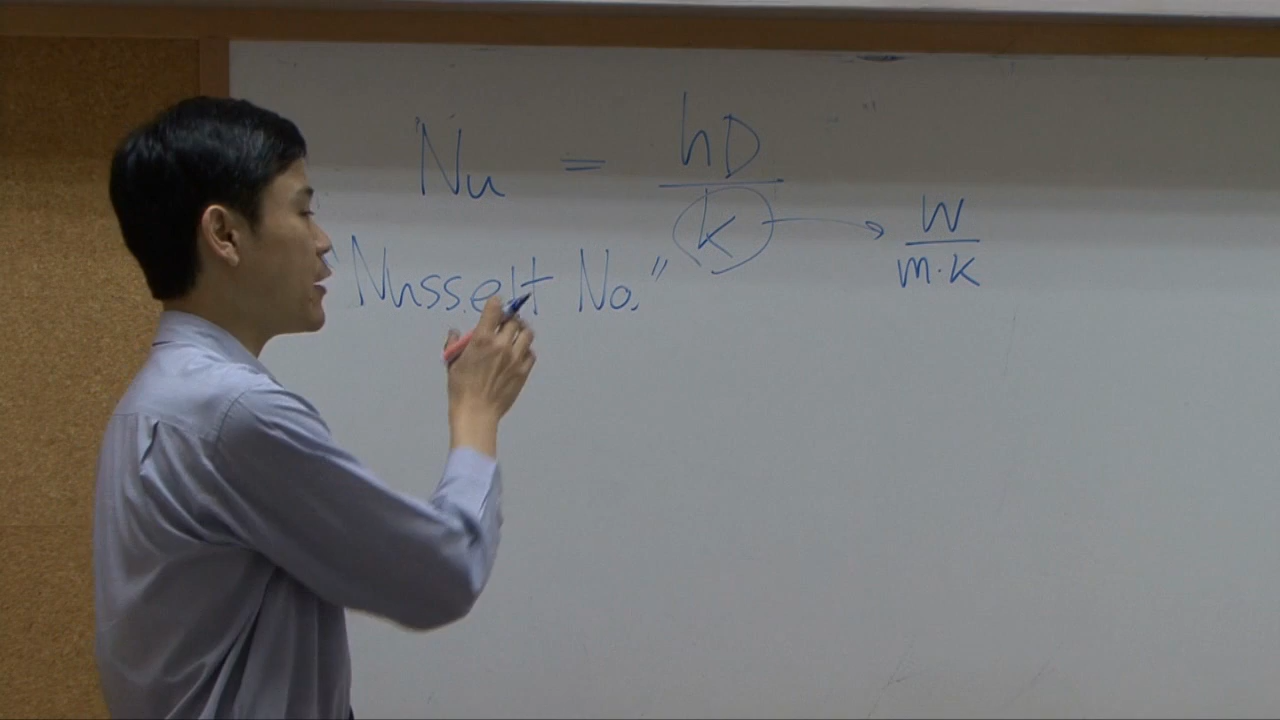 Nu = hD / k → W / m·K
"Nusselt No."